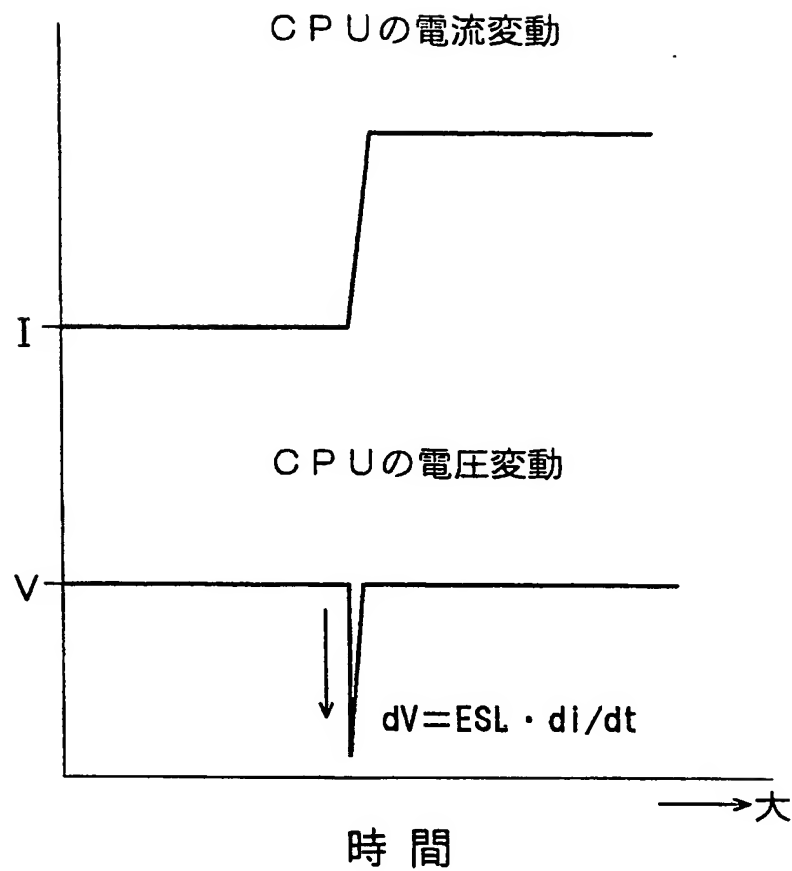 CPUの電流変動
I
CPUの電圧変動
V
dV=ESL・di/dt
大
時間